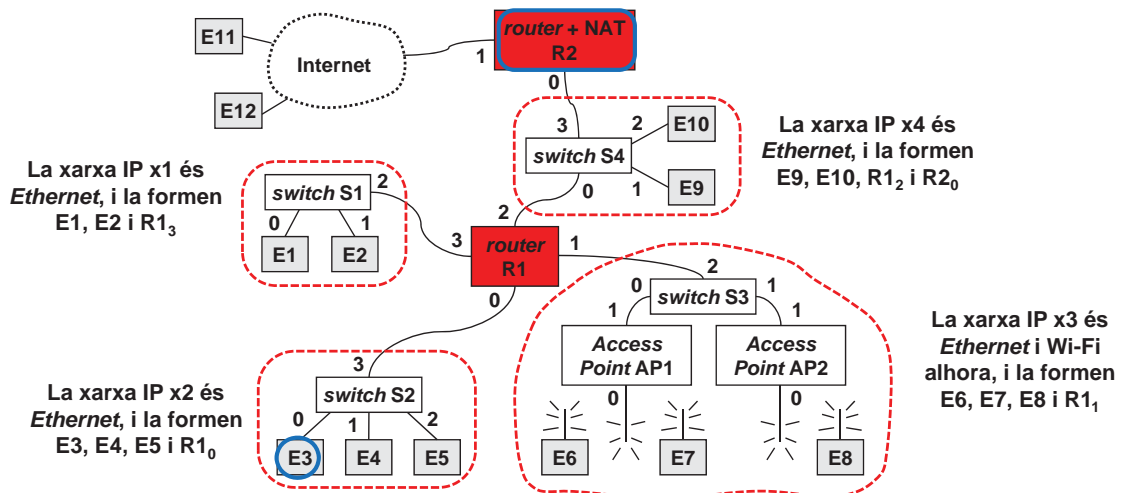 E11
Internet
E12
1
router + NAT
R2
0
3
2
E10
switch S4
0
1
E9
La xarxa IP x4 és
Ethernet, i la formen
E9, E10, R1₂ i R2₀
La xarxa IP x1 és
Ethernet, i la formen
E1, E2 i R1₃
switch S1
2
0
1
E1
E2
2
3
router
R1
1
0
2
0
switch S3
1
1
1
Access
Point AP1
Access
Point AP2
0
0
E6
E7
E8
La xarxa IP x3 és
Ethernet i Wi-Fi
alhora, i la formen
E6, E7, E8 i R1₁
La xarxa IP x2 és
Ethernet, i la formen
E3, E4, E5 i R1₀
3
switch S2
0
1
2
E3
E4
E5